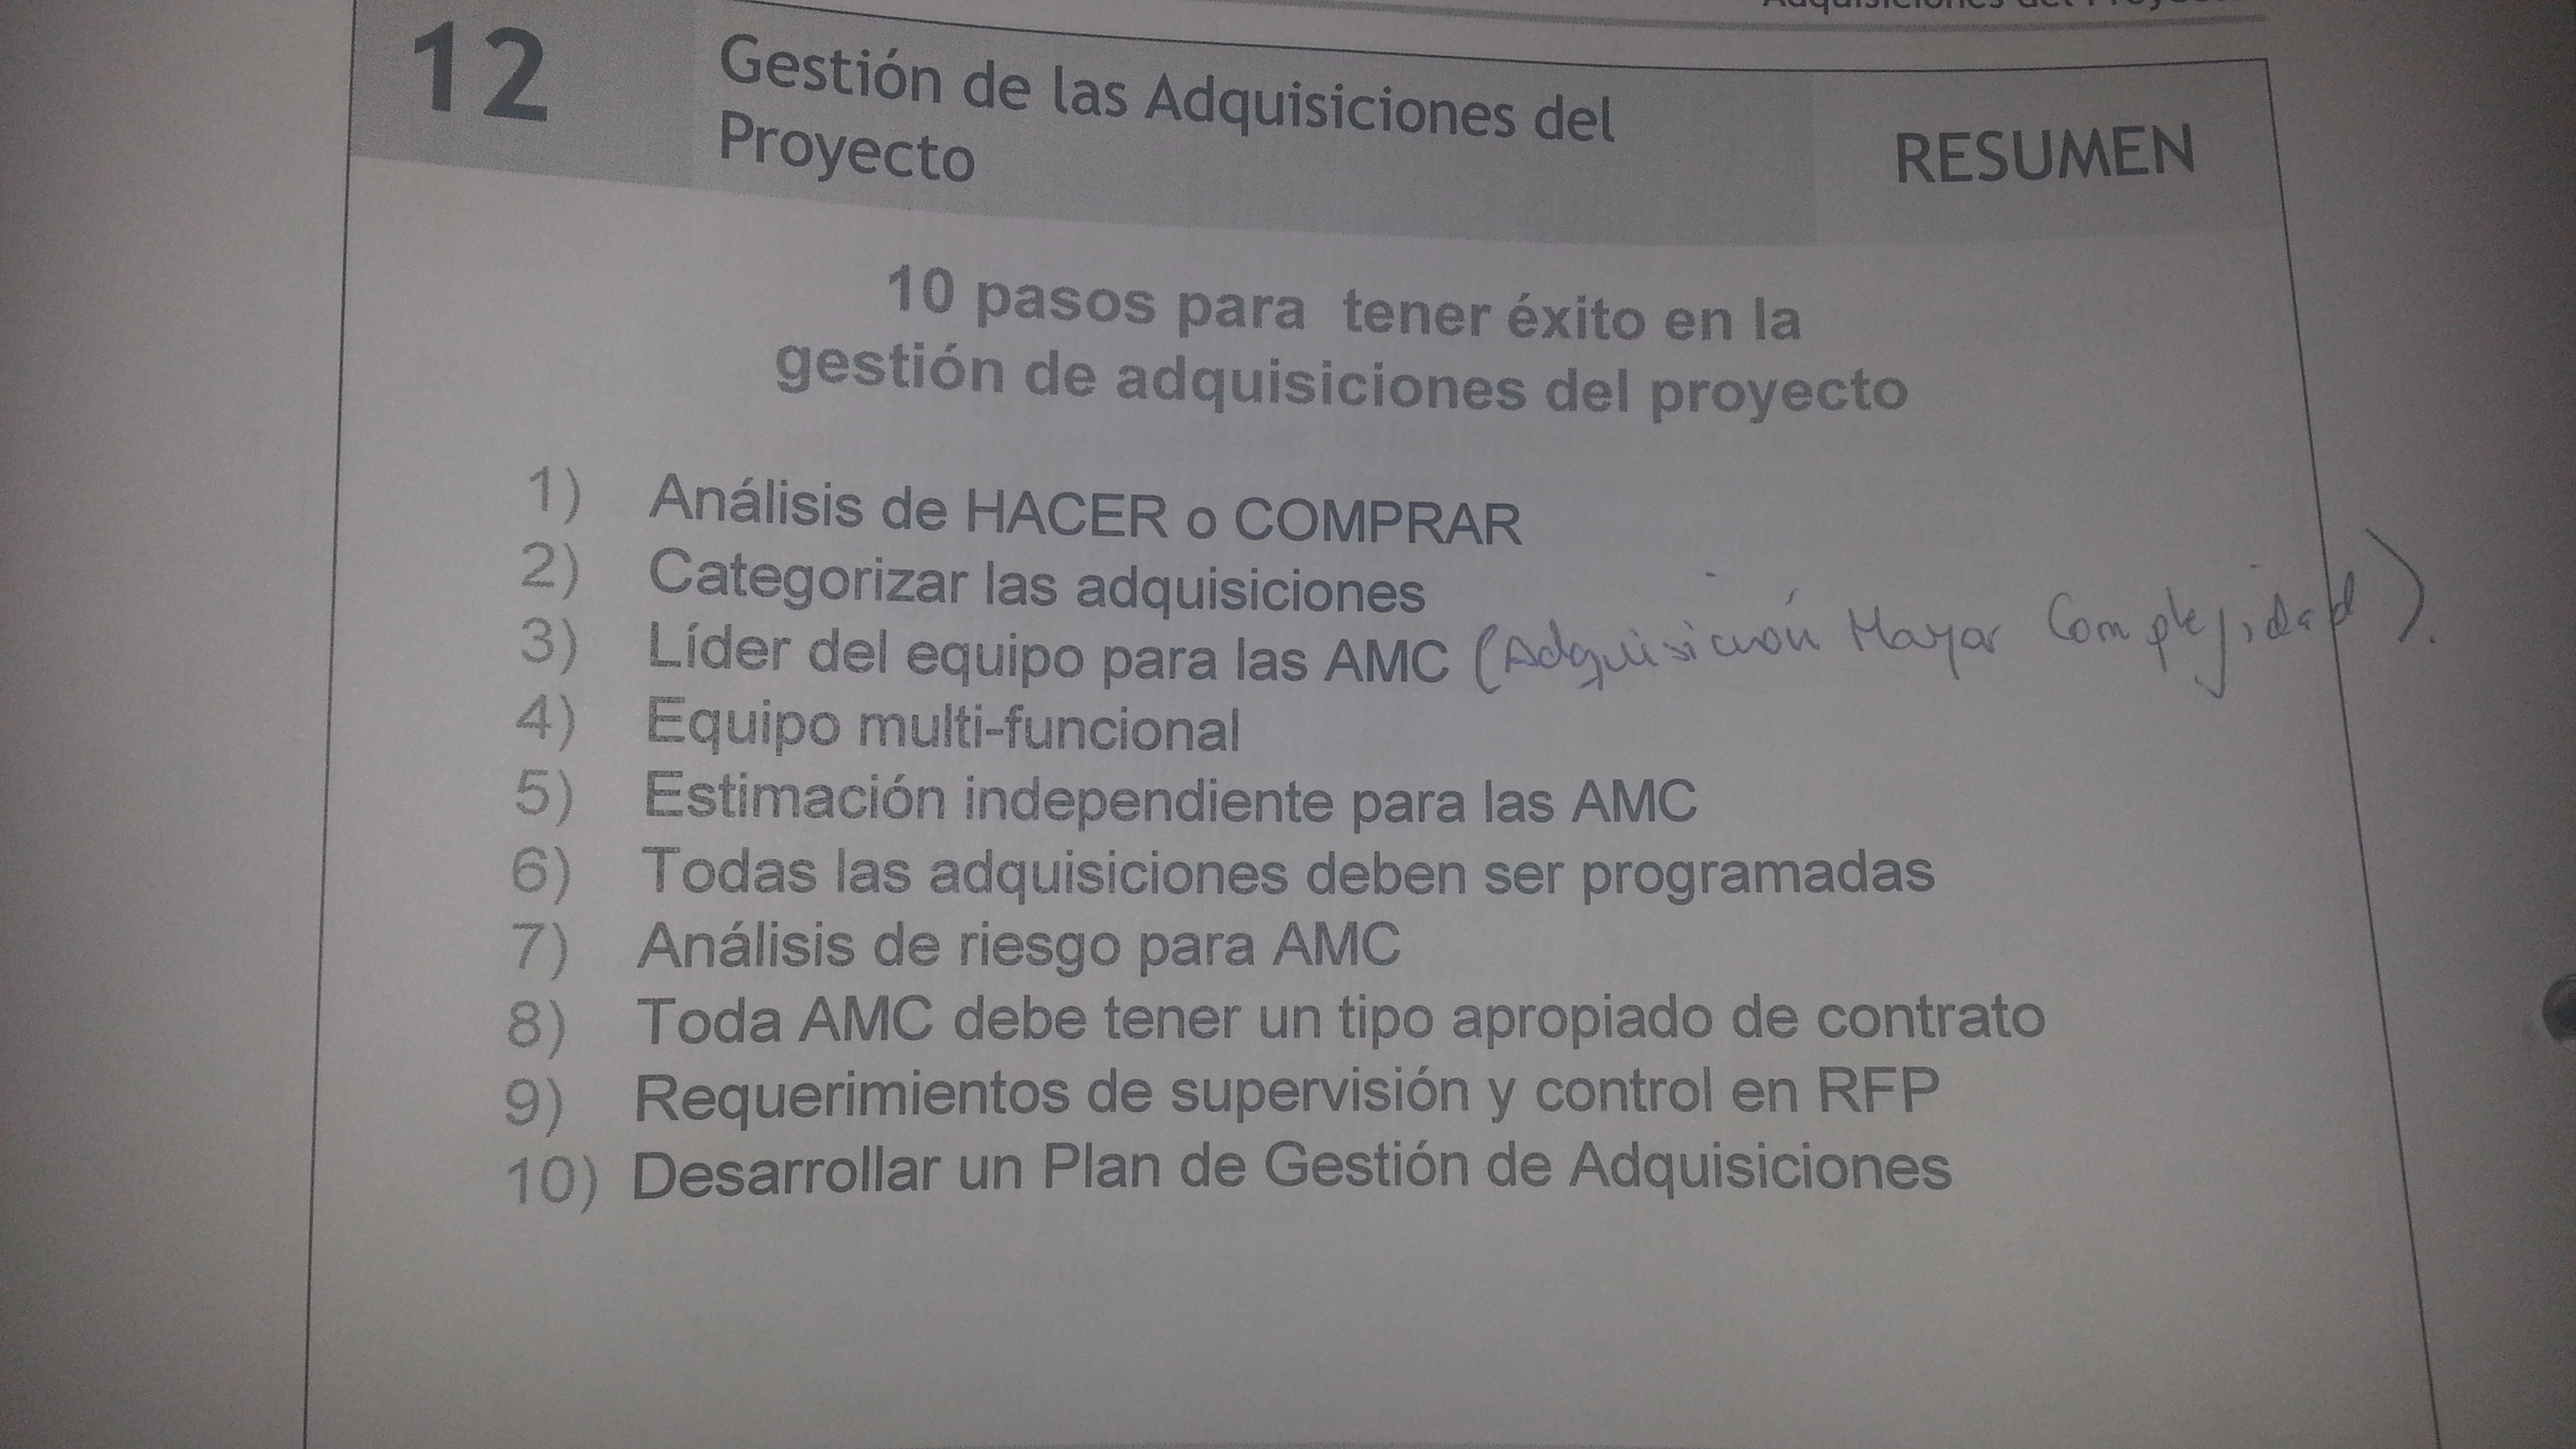 Adquisiciones del Proyecto
12
Gestión de las Adquisiciones del
Proyecto
RESUMEN
10 pasos para tener éxito en la
gestión de adquisiciones del proyecto
1) Análisis de HACER o COMPRAR
2) Categorizar las adquisiciones
3) Líder del equipo para las AMC (Adquisición Mayor Complejidad).
4) Equipo multi-funcional
5) Estimación independiente para las AMC
6) Todas las adquisiciones deben ser programadas
7) Análisis de riesgo para AMC
8) Toda AMC debe tener un tipo apropiado de contrato
9) Requerimientos de supervisión y control en RFP
10) Desarrollar un Plan de Gestión de Adquisiciones